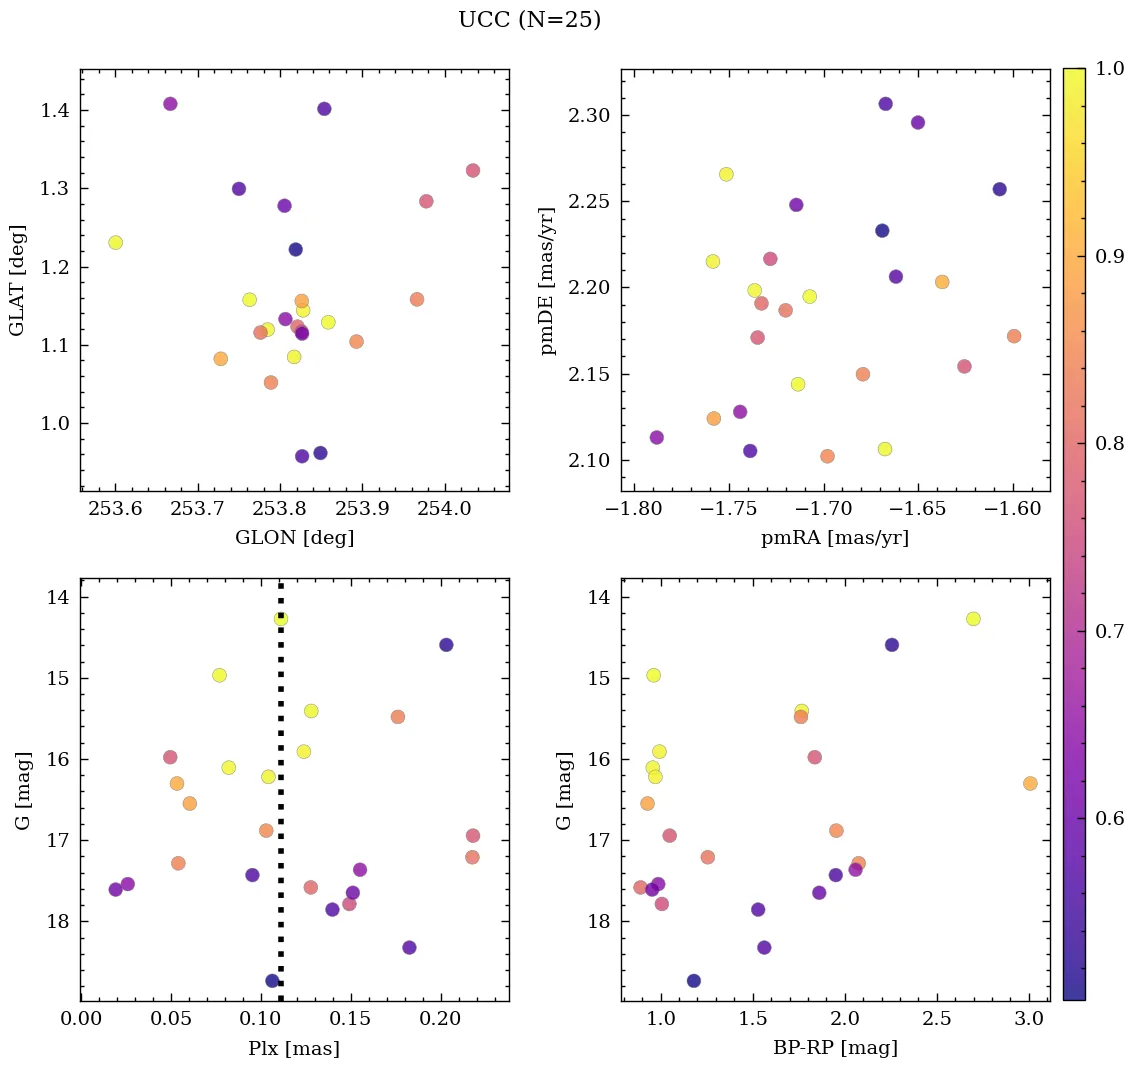 UCC (N=25)
1.4
1.3
1.2
1.1
1.0
GLAT [deg]
253.6 253.7 253.8 253.9 254.0
GLON [deg]
2.30
2.25
2.20
2.15
2.10
pmDE [mas/yr]
−1.80 −1.75 −1.70 −1.65 −1.60
pmRA [mas/yr]
1.0
0.9
0.8
0.7
0.6
14
15
16
17
18
G [mag]
0.00 0.05 0.10 0.15 0.20
Plx [mas]
14
15
16
17
18
G [mag]
1.0 1.5 2.0 2.5 3.0
BP-RP [mag]